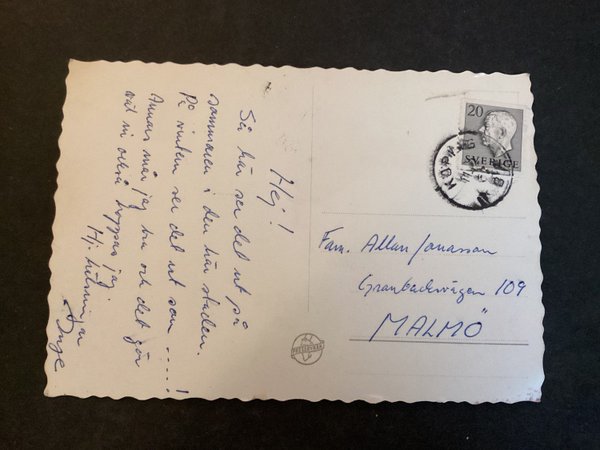 Hej!
Så här ser det ut på
sommaren i den här staden.
På vintern ser det ut som .....!
Annars mår jag bra och det gör
väl ni också hoppas jag.
Hj. hälsningar
Inge
20
SVERIGE
Fam. Allan Jonasson
Granbacksvägen 109
MALMÖ